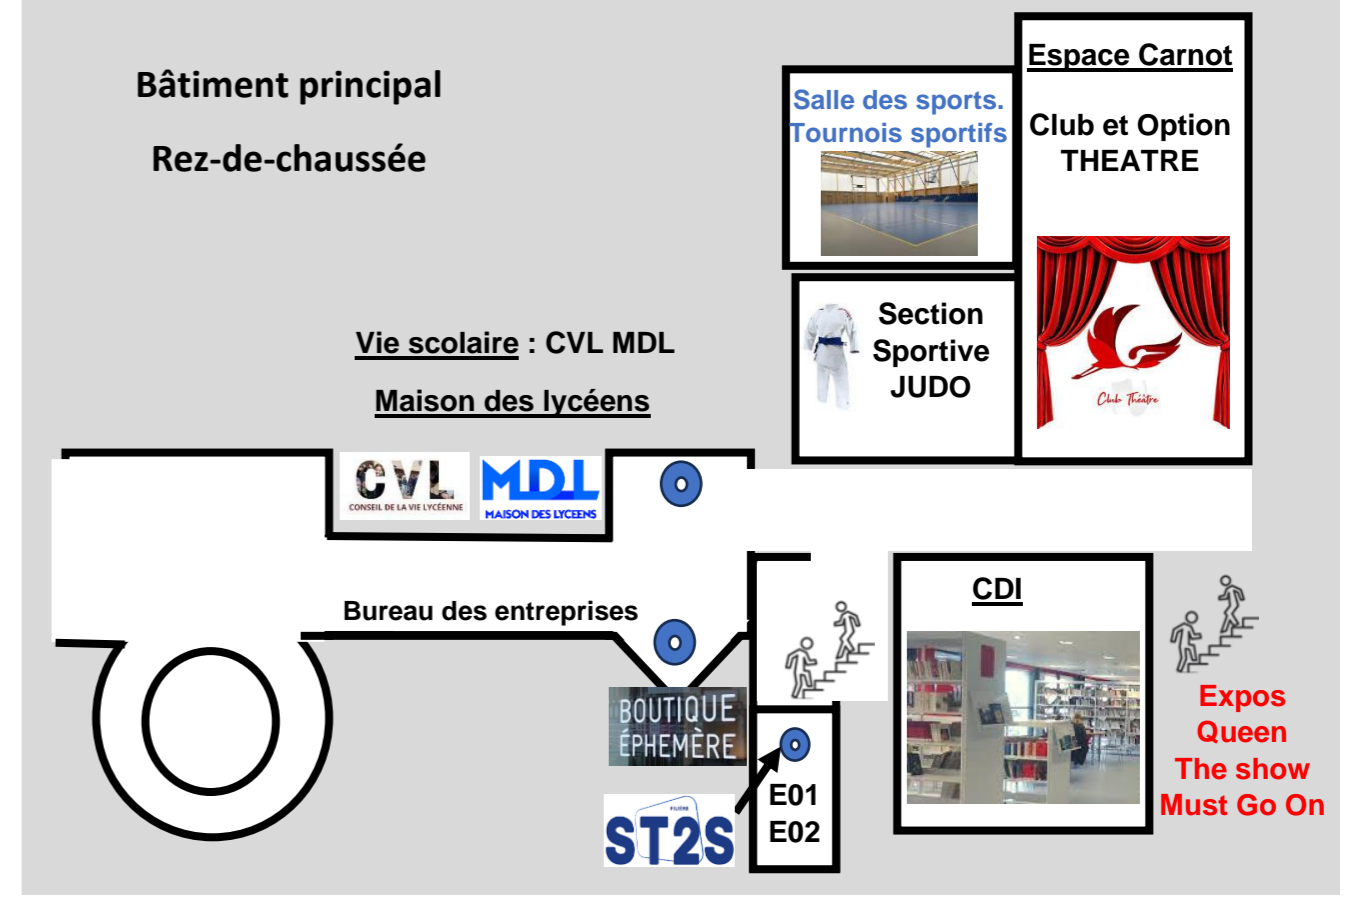 Bâtiment principal
Rez-de-chaussée
Espace Carnot
Club et Option
THEATRE
Salle des sports.
Tournois sportifs
Club Théâtre
Section
Sportive
JUDO
Vie scolaire : CVL MDL
Maison des lycéens
CVL
CONSEIL DE LA VIE LYCÉENNE
MDL
MAISON DES LYCEENS
Bureau des entreprises
CDI
BOUTIQUE
ÉPHEMÈRE
Expos
Queen
The show
Must Go On
E01
E02
FILIÈRE
ST2S